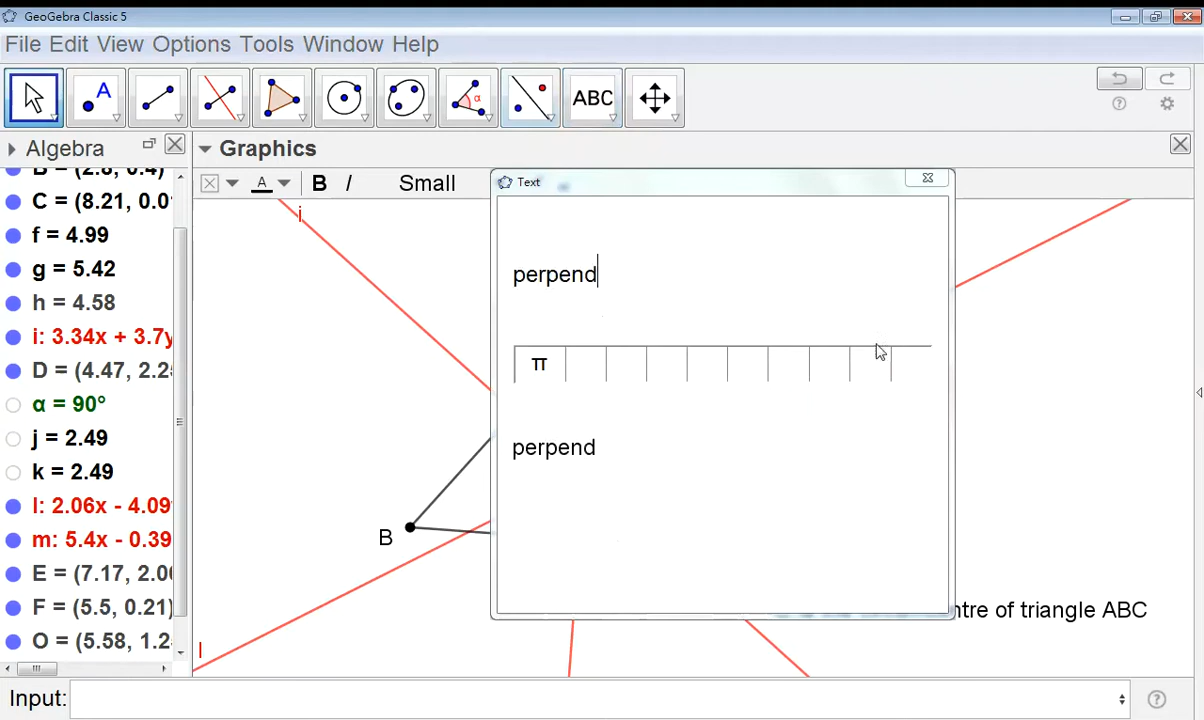 GeoGebra Classic 5
File Edit View Options Tools Window Help
A
α
ABC
Algebra
Graphics
A
B
I
Small
Text
C = (8.21, 0.0
f = 4.99
g = 5.42
h = 4.58
i: 3.34x + 3.7y
D = (4.47, 2.2
α = 90°
j = 2.49
k = 2.49
l: 2.06x - 4.09
m: 5.4x - 0.39
E = (7.17, 2.0
F = (5.5, 0.21)
O = (5.58, 1.2
i
perpend
π
perpend
B
l
ntre of triangle ABC
Input: